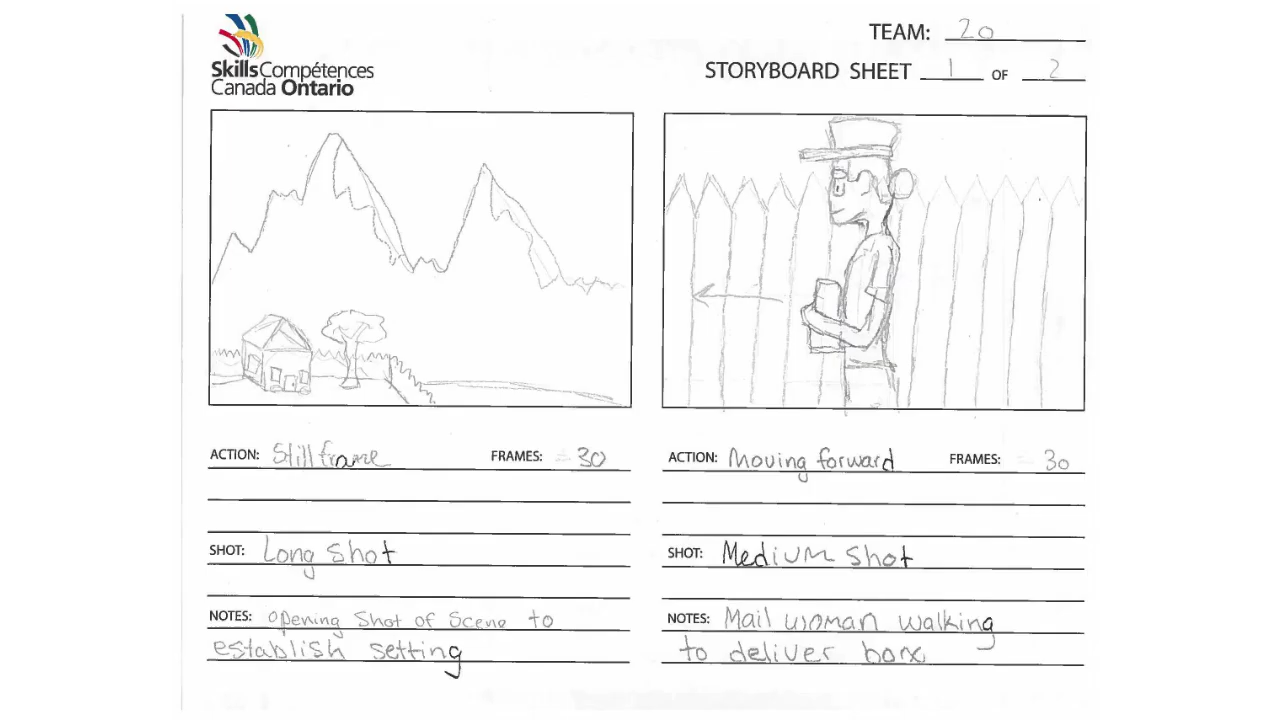 Skills Compétences
Canada Ontario
TEAM: 20
STORYBOARD SHEET 1 OF 2
ACTION: Still frame FRAMES: 30
SHOT: Long shot
NOTES: opening shot of scene to
establish setting
ACTION: Moving forward FRAMES: 30
SHOT: Medium shot
NOTES: Mail woman walking
to deliver box